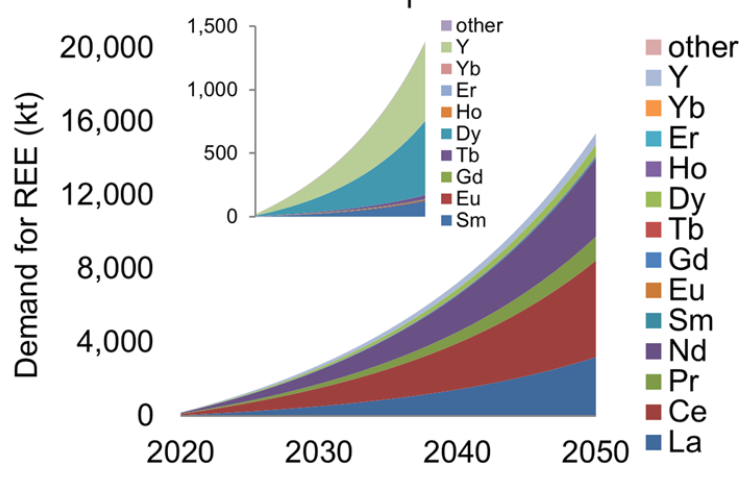 Demand for REE (kt)
20,000
16,000
12,000
8,000
4,000
0
2020 2030 2040 2050
1,500
1,000
500
0
other
Y
Yb
Er
Ho
Dy
Tb
Gd
Eu
Sm
other
Y
Yb
Er
Ho
Dy
Tb
Gd
Eu
Sm
Nd
Pr
Ce
La